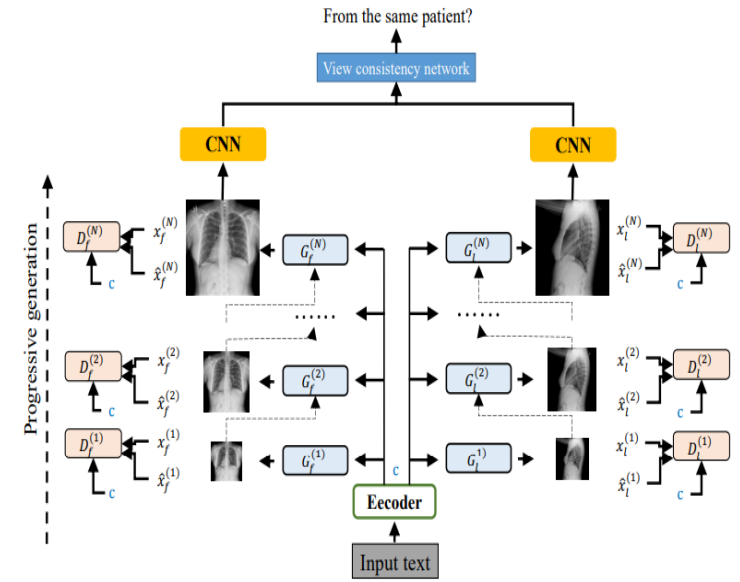 From the same patient?
View consistency network
CNN CNN
Progressive generation
D_f^(N) x_f^(N) G_f^(N) G_l^(N) x_l^(N) D_l^(N)
x̂_f^(N) x̂_l^(N)
c c
...... ......
D_f^(2) x_f^(2) G_f^(2) G_l^(2) x_l^(2) D_l^(2)
x̂_f^(2) x̂_l^(2)
c c
D_f^(1) x_f^(1) G_f^(1) G_l^1) x_l^(1) D_l^(1)
x̂_f^(1) c x̂_l^(1)
c c
Eecoder
Input text